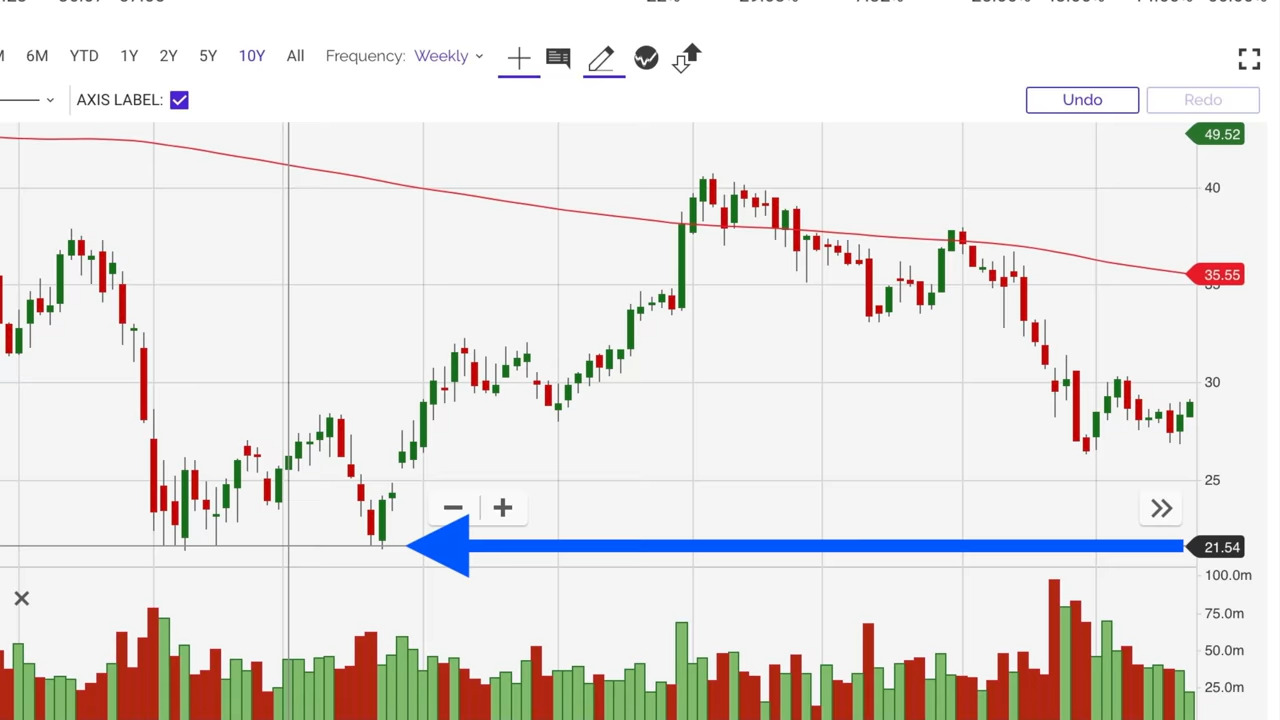 6M YTD 1Y 2Y 5Y 10Y All Frequency: Weekly
AXIS LABEL: Undo Redo
49.52
40
35.55
35
30
25
21.54
100.0m
75.0m
50.0m
25.0m